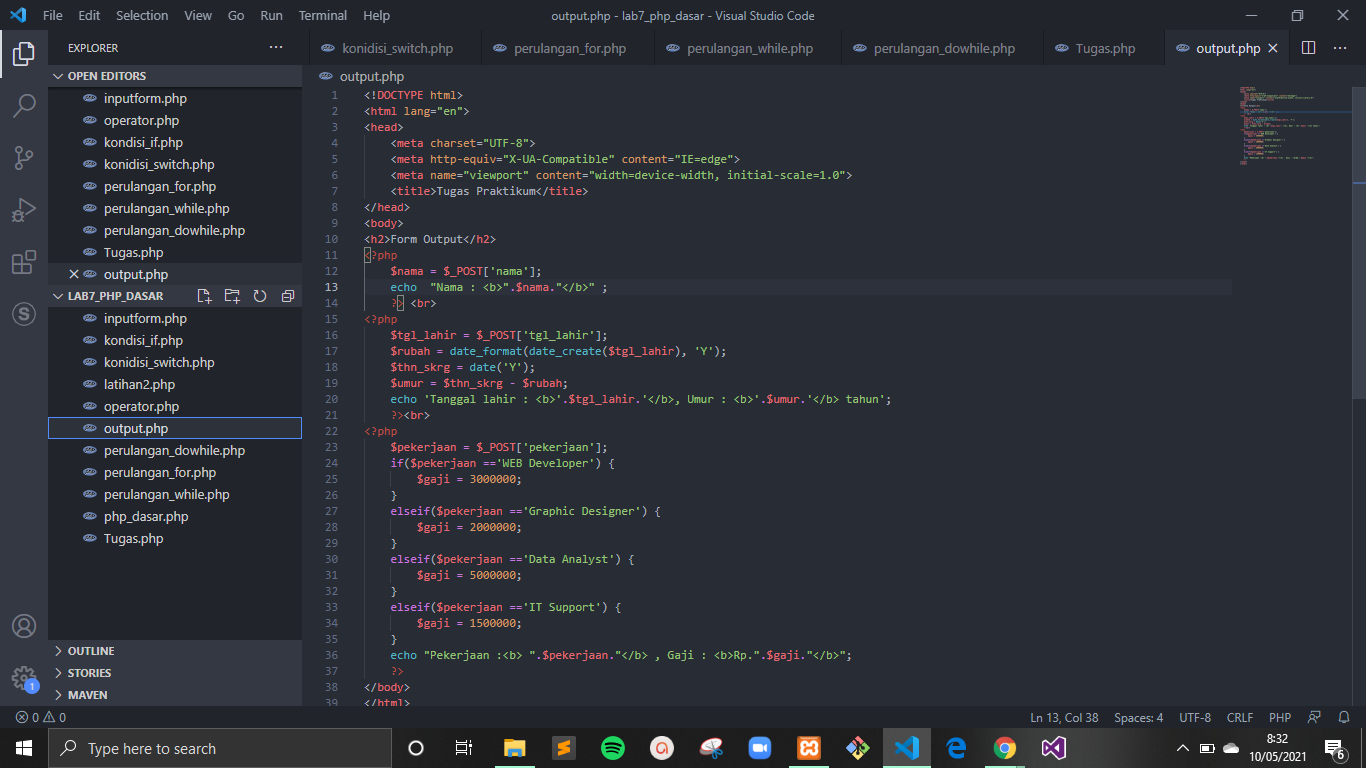 File Edit Selection View Go Run Terminal Help output.php - lab7_php_dasar - Visual Studio Code
EXPLORER
OPEN EDITORS
inputform.php
operator.php
kondisi_if.php
konidisi_switch.php
perulangan_for.php
perulangan_while.php
perulangan_dowhile.php
Tugas.php
output.php
LAB7_PHP_DASAR
inputform.php
kondisi_if.php
konidisi_switch.php
latihan2.php
operator.php
output.php
perulangan_dowhile.php
perulangan_for.php
perulangan_while.php
php_dasar.php
Tugas.php
OUTLINE
STORIES
MAVEN
konidisi_switch.php perulangan_for.php perulangan_while.php perulangan_dowhile.php Tugas.php output.php
output.php
1 <!DOCTYPE html>
2 <html lang="en">
3 <head>
4 <meta charset="UTF-8">
5 <meta http-equiv="X-UA-Compatible" content="IE=edge">
6 <meta name="viewport" content="width=device-width, initial-scale=1.0">
7 <title>Tugas Praktikum</title>
8 </head>
9 <body>
10 <h2>Form Output</h2>
11 <?php
12 $nama = $_POST['nama'];
13 echo  "Nama : <b>".$nama."</b>" ;
14 ?> <br>
15 <?php
16 $tgl_lahir = $_POST['tgl_lahir'];
17 $rubah = date_format(date_create($tgl_lahir), 'Y');
18 $thn_skrg = date('Y');
19 $umur = $thn_skrg - $rubah;
20 echo 'Tanggal lahir : <b>'.$tgl_lahir.'</b>, Umur : <b>'.$umur.'</b> tahun';
21 ?><br>
22 <?php
23 $pekerjaan = $_POST['pekerjaan'];
24 if($pekerjaan =='WEB Developer') {
25 $gaji = 3000000;
26 }
27 elseif($pekerjaan =='Graphic Designer') {
28 $gaji = 2000000;
29 }
30 elseif($pekerjaan =='Data Analyst') {
31 $gaji = 5000000;
32 }
33 elseif($pekerjaan =='IT Support') {
34 $gaji = 1500000;
35 }
36 echo "Pekerjaan :<b> ".$pekerjaan."</b> , Gaji : <b>Rp.".$gaji."</b>";
37 ?>
38 </body>
39 </html>
1
0 0 Ln 13, Col 38 Spaces: 4 UTF-8 CRLF PHP
Type here to search
8:32
10/05/2021
6